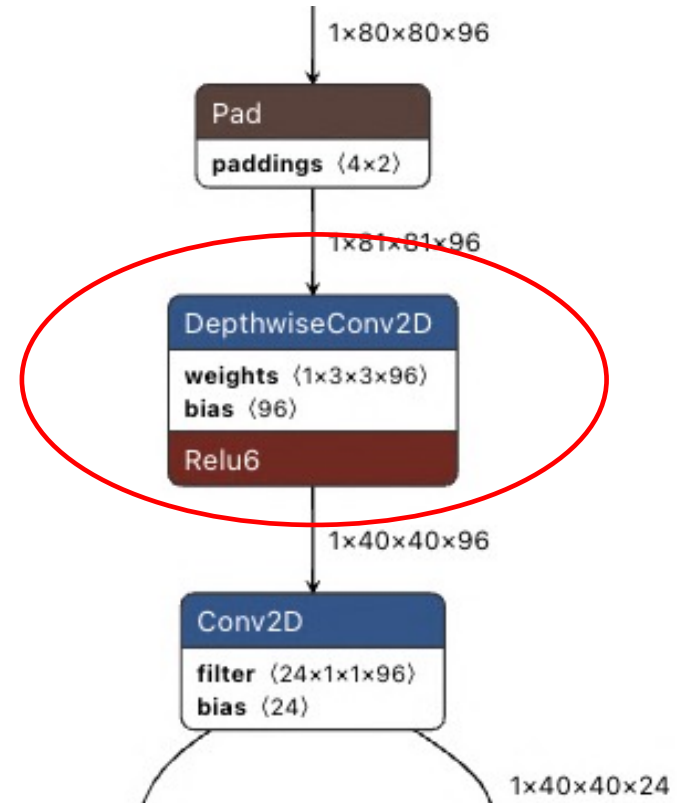 1×80×80×96
Pad
paddings ⟨4×2⟩
1×81×81×96
DepthwiseConv2D
weights ⟨1×3×3×96⟩
bias ⟨96⟩
Relu6
1×40×40×96
Conv2D
filter ⟨24×1×1×96⟩
bias ⟨24⟩
1×40×40×24